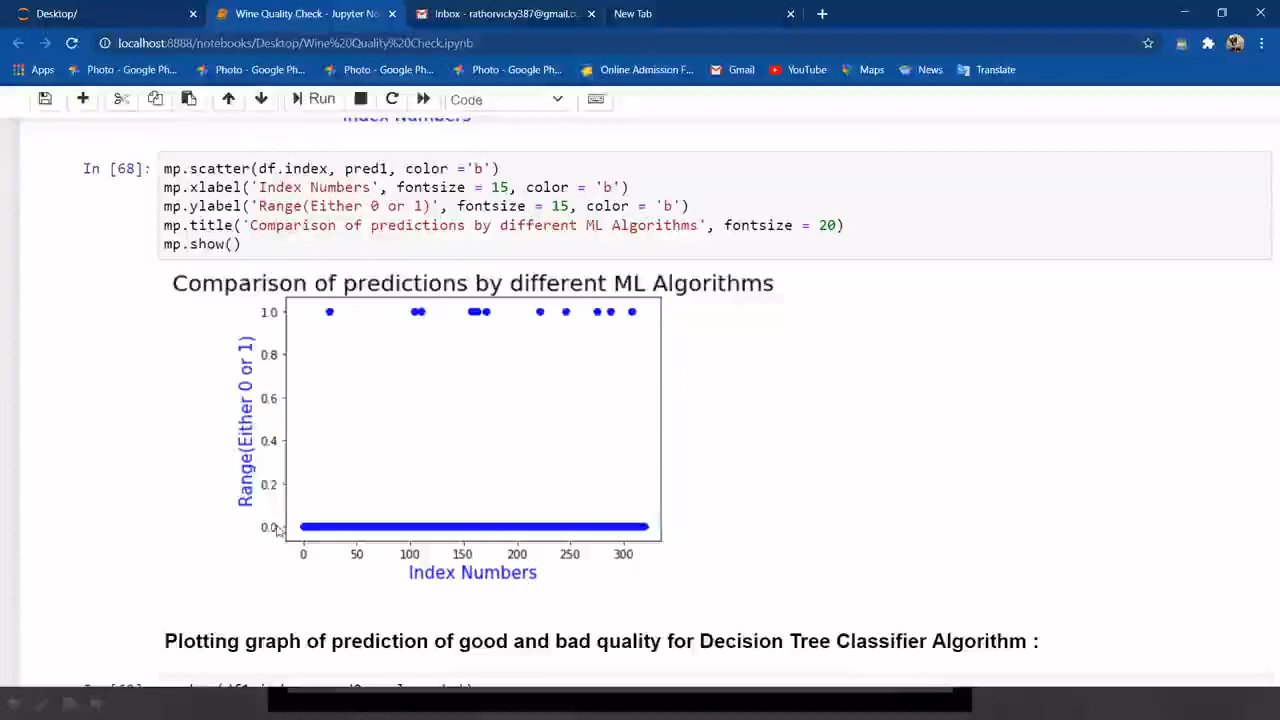 Desktop/
Wine Quality Check - Jupyter No
Inbox - rathorvicky387@gmail.c
New Tab
localhost:8888/notebooks/Desktop/Wine%20Quality%20Check.ipynb
Apps
Photo - Google Ph...
Photo - Google Ph...
Photo - Google Ph...
Photo - Google Ph...
Online Admission F...
Gmail
YouTube
Maps
News
Translate
Run
Code
Index Numbers
In [68]:
mp.scatter(df.index, pred1, color ='b')
mp.xlabel('Index Numbers', fontsize = 15, color = 'b')
mp.ylabel('Range(Either 0 or 1)', fontsize = 15, color = 'b')
mp.title('Comparison of predictions by different ML Algorithms', fontsize = 20)
mp.show()
Comparison of predictions by different ML Algorithms
Range(Either 0 or 1)
1.0
0.8
0.6
0.4
0.2
0.0
0 50 100 150 200 250 300
Index Numbers
Plotting graph of prediction of good and bad quality for Decision Tree Classifier Algorithm :